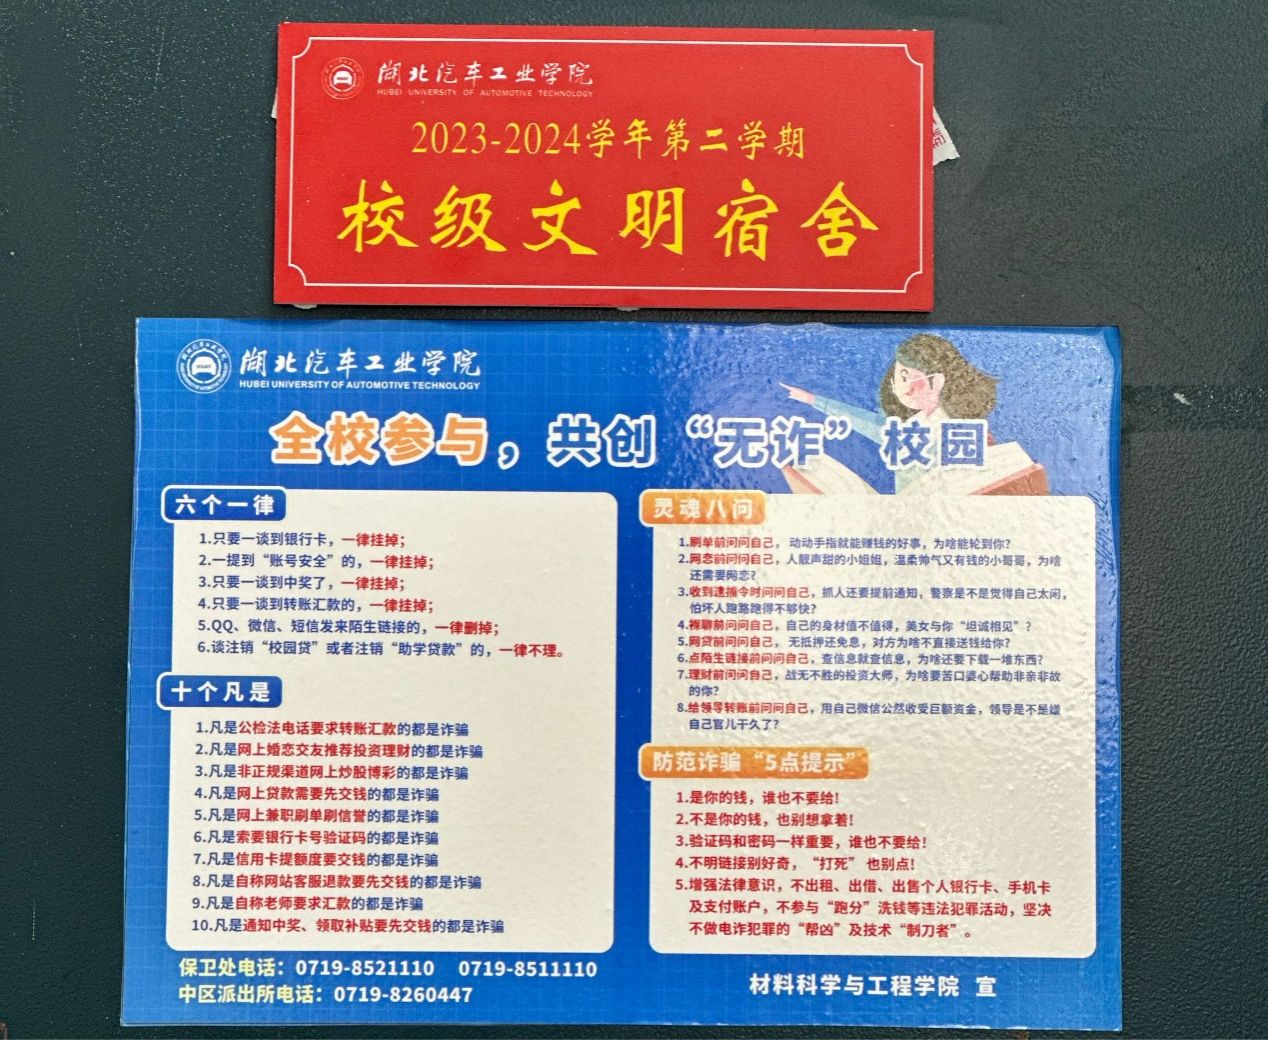 湖北汽车工业学院
HUBEI UNIVERSITY OF AUTOMOTIVE TECHNOLOGY
2023-2024学年第二学期
校级文明宿舍
湖北汽车工业学院
HUBEI UNIVERSITY OF AUTOMOTIVE TECHNOLOGY
全校参与，共创“无诈”校园
六个一律
1.只要一谈到银行卡，一律挂掉；
2.一提到“账号安全”的，一律挂掉；
3.只要一谈到中奖了，一律挂掉；
4.只要一谈到转账汇款的，一律挂掉；
5.QQ、微信、短信发来陌生链接的，一律删掉；
6.谈注销“校园贷”或者注销“助学贷款”的，一律不理。
十个凡是
1.凡是公检法电话要求转账汇款的都是诈骗
2.凡是网上婚恋交友推荐投资理财的都是诈骗
3.凡是非正规渠道网上炒股博彩的都是诈骗
4.凡是网上贷款需要先交钱的都是诈骗
5.凡是网上兼职刷单刷信誉的都是诈骗
6.凡是索要银行卡号验证码的都是诈骗
7.凡是信用卡提额度要交钱的都是诈骗
8.凡是自称网站客服退款要先交钱的都是诈骗
9.凡是自称老师要求汇款的都是诈骗
10.凡是通知中奖、领取补贴要先交钱的都是诈骗
灵魂八问
1.刷单前问问自己，动动手指就能赚钱的好事，为啥能轮到你？
2.网恋前问问自己，人靓声甜的小姐姐，温柔帅气又有钱的小哥哥，为啥
还需要网恋？
3.收到逮捕令时问问自己，抓人还要提前通知，警察是不是觉得自己太闲，
怕坏人跑路跑得不够快？
4.裸聊前问问自己，自己的身材值不值得，美女与你“坦诚相见”？
5.网贷前问问自己，无抵押还免息，对方为啥不直接送钱给你？
6.点陌生链接前问问自己，查信息就查信息，为啥还要下载一堆东西？
7.理财前问问自己，战无不胜的投资大师，为啥要苦口婆心帮助非亲非故
的你？
8.给领导转账前问问自己，用自己微信公然收受巨额资金，领导是不是嫌
自己官儿干久了？
防范诈骗“5点提示”
1.是你的钱，谁也不要给！
2.不是你的钱，也别想拿着！
3.验证码和密码一样重要，谁也不要给！
4.不明链接别好奇，“打死”也别点！
5.增强法律意识，不出租、出借、出售个人银行卡、手机卡
及支付账户，不参与“跑分”洗钱等违法犯罪活动，坚决
不做电诈犯罪的“帮凶”及技术“制刀者”。
保卫处电话：0719-8521110 0719-8511110
中区派出所电话：0719-8260447
材料科学与工程学院 宣